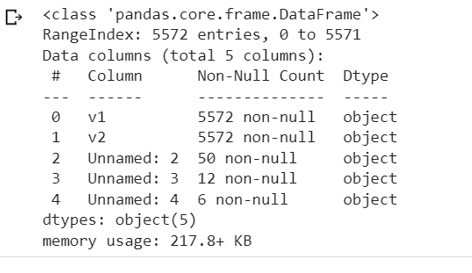 <class 'pandas.core.frame.DataFrame'>
RangeIndex: 5572 entries, 0 to 5571
Data columns (total 5 columns):
 #   Column      Non-Null Count  Dtype
---  ------      --------------  -----
 0   v1          5572 non-null   object
 1   v2          5572 non-null   object
 2   Unnamed: 2  50 non-null     object
 3   Unnamed: 3  12 non-null     object
 4   Unnamed: 4  6 non-null      object
dtypes: object(5)
memory usage: 217.8+ KB